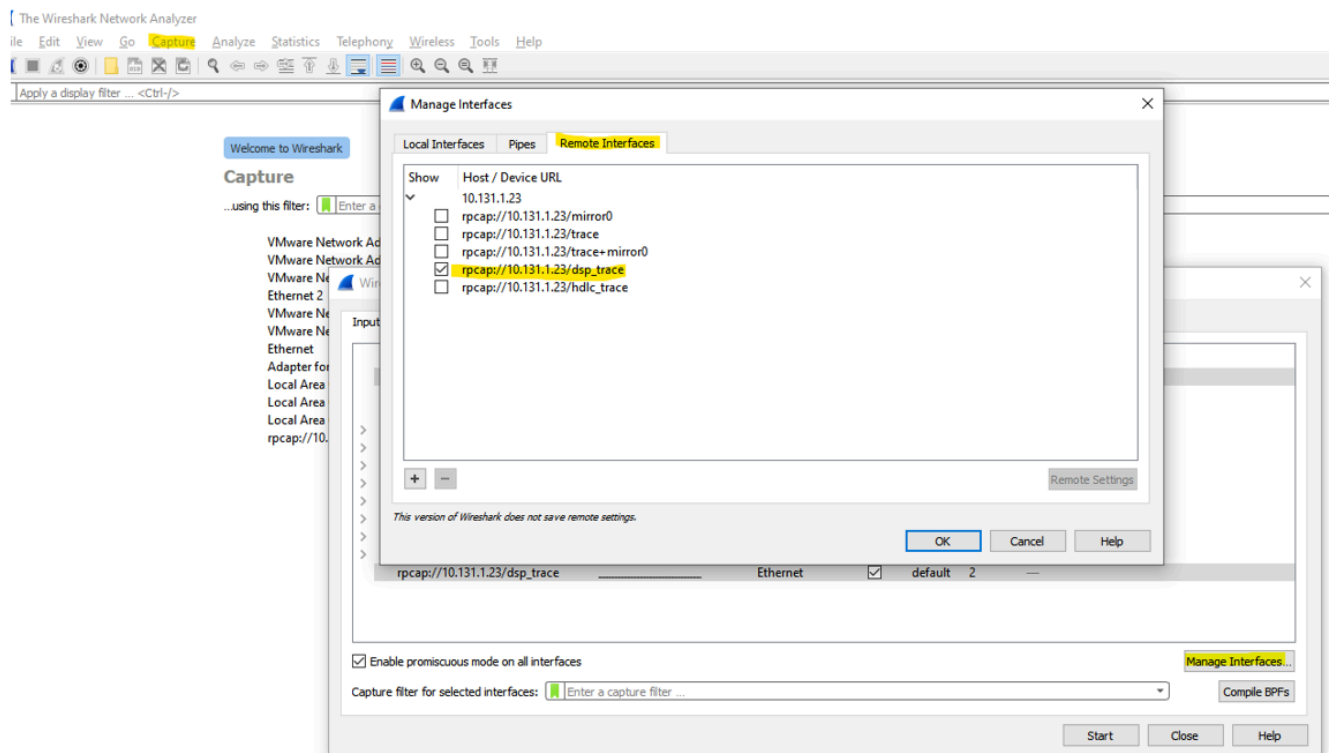 The Wireshark Network Analyzer
ile Edit View Go Capture Analyze Statistics Telephony Wireless Tools Help
Apply a display filter ... <Ctrl-/>
Manage Interfaces
Local Interfaces Pipes Remote Interfaces
Welcome to Wireshark
Capture
...using this filter: Enter a
Show Host / Device URL
10.131.1.23
rpcap://10.131.1.23/mirror0
rpcap://10.131.1.23/trace
rpcap://10.131.1.23/trace+mirror0
rpcap://10.131.1.23/dsp_trace
rpcap://10.131.1.23/hdlc_trace
VMware Network Ad
VMware Network Ad
VMware Ne
Ethernet 2
VMware Ne
VMware Ne
Ethernet
Adapter for
Local Area
Local Area
Local Area
rpcap://10.
Wir
Input
+ −
Remote Settings
This version of Wireshark does not save remote settings.
OK Cancel Help
rpcap://10.131.1.23/dsp_trace Ethernet default 2 —
Enable promiscuous mode on all interfaces
Manage Interfaces...
Capture filter for selected interfaces: Enter a capture filter ...
Compile BPFs
Start Close Help